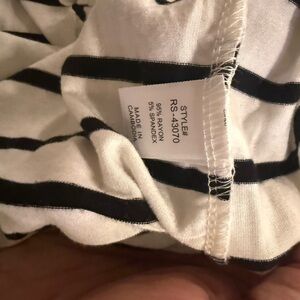 STYLE#
RS-43070
95% RAYON
5% SPANDEX
MADE IN
CAMBODIA